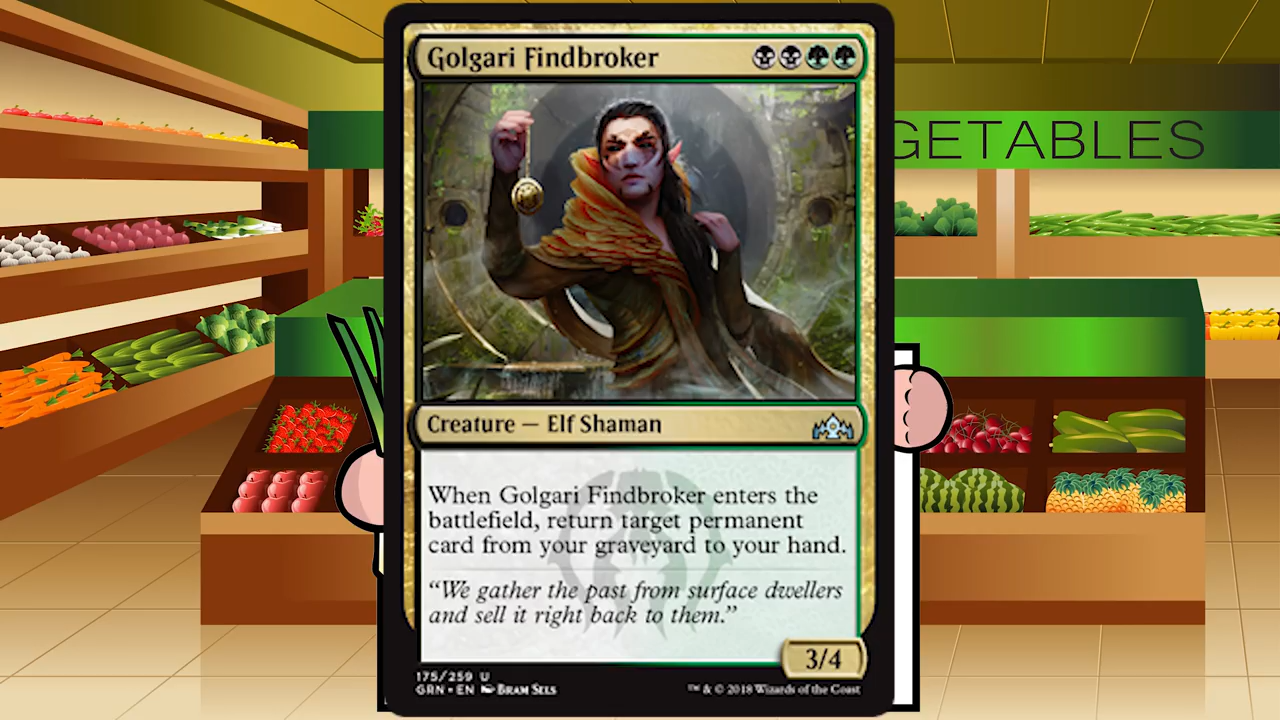 Golgari Findbroker
GETABLES
Creature — Elf Shaman
When Golgari Findbroker enters the
battlefield, return target permanent
card from your graveyard to your hand.
“We gather the past from surface dwellers
and sell it right back to them.”
3/4
175/259 U
GRN • EN Bram Sels
™ & © 2018 Wizards of the Coast